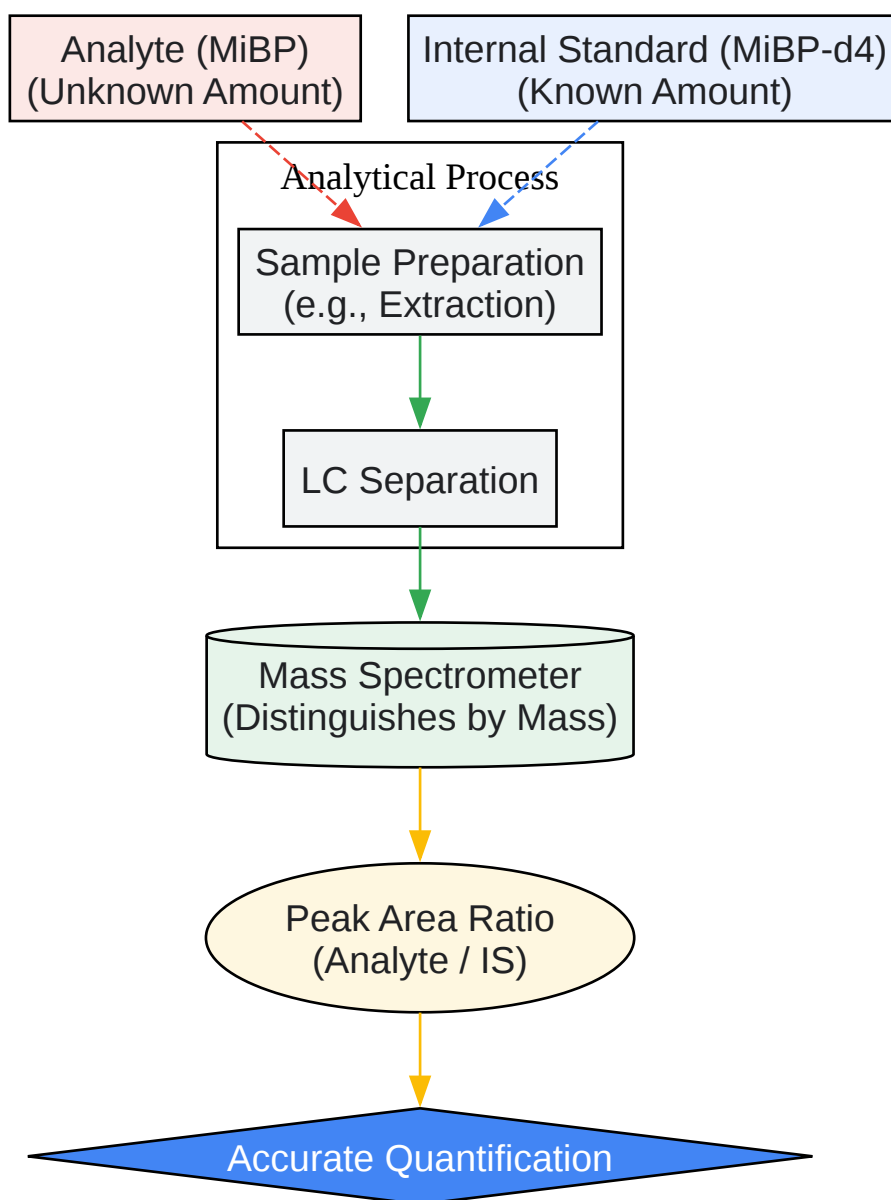 Analyte (MiBP)
(Unknown Amount)
Internal Standard (MiBP-d4)
(Known Amount)
Analytical Process
Sample Preparation
(e.g., Extraction)
LC Separation
Mass Spectrometer
(Distinguishes by Mass)
Peak Area Ratio
(Analyte / IS)
Accurate Quantification